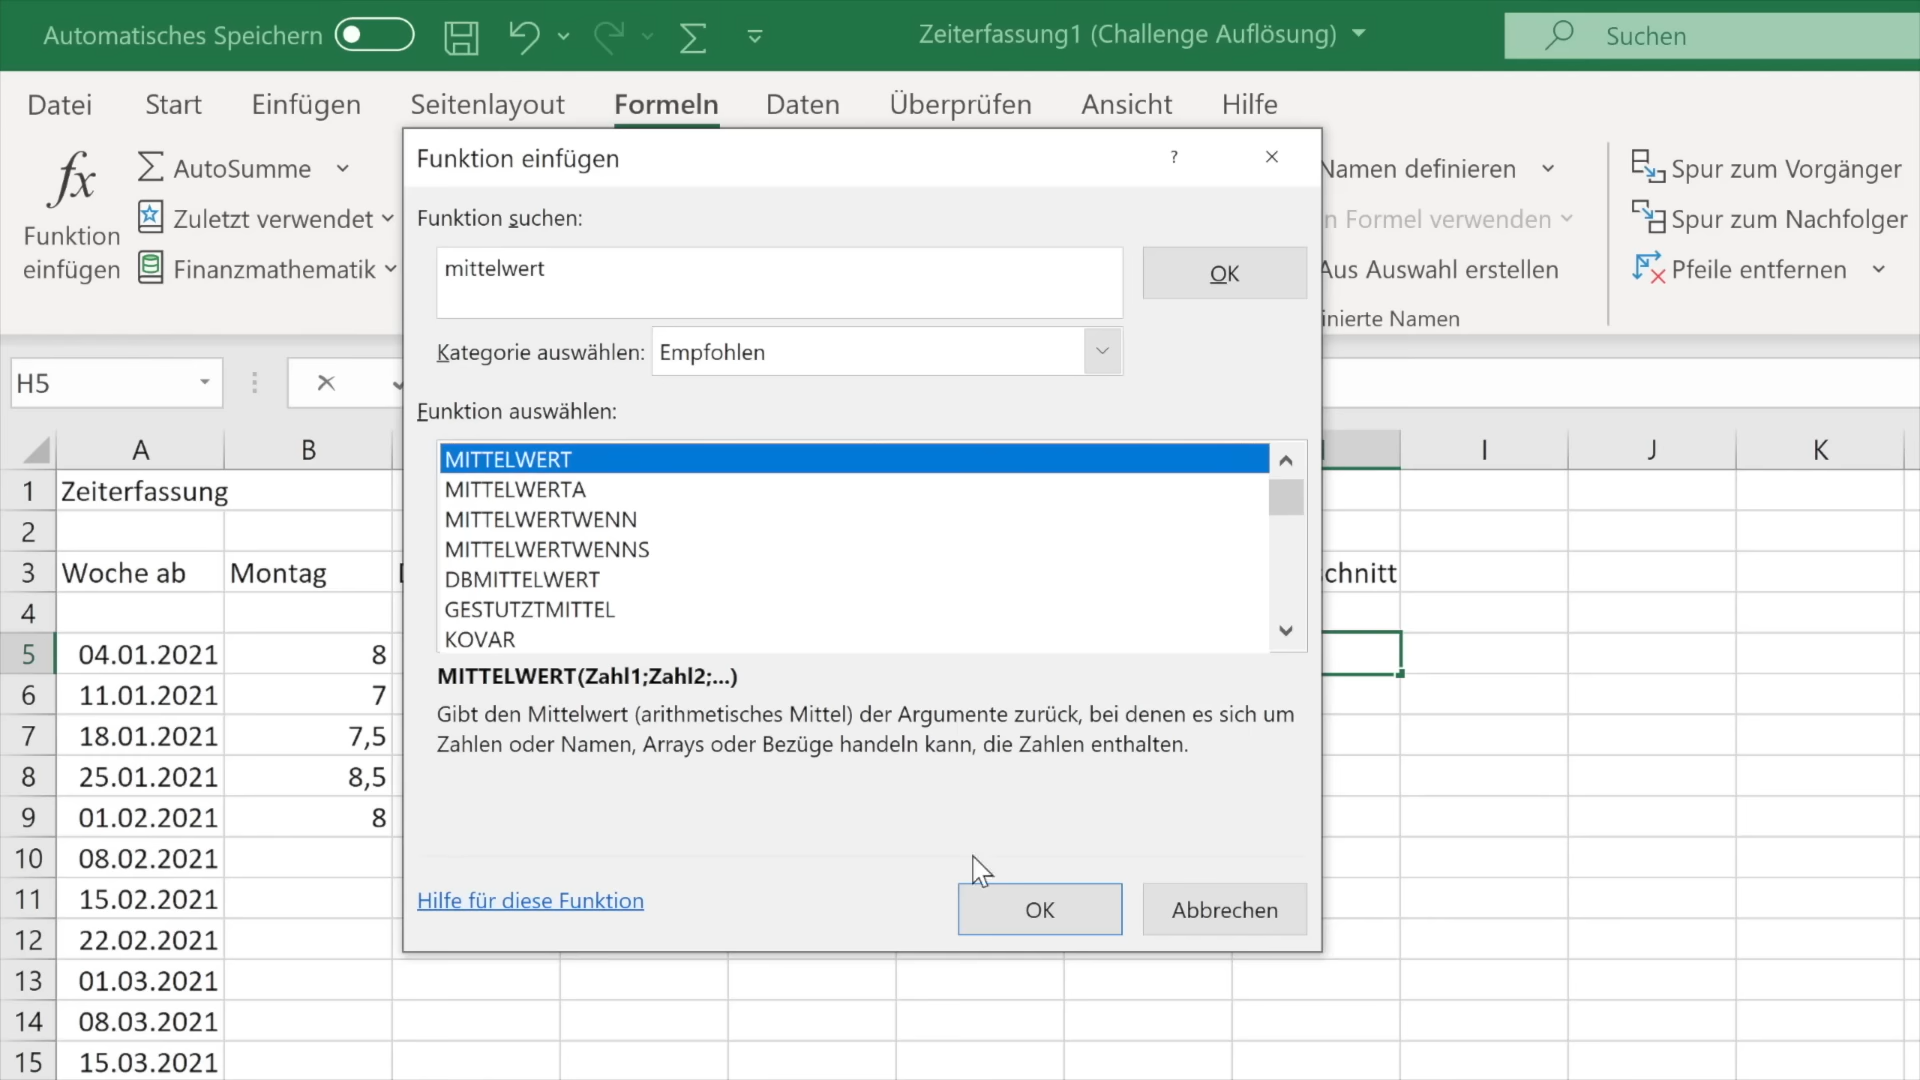 Automatisches Speichern
Zeiterfassung1 (Challenge Auflösung)
Suchen
Datei Start Einfügen Seitenlayout Formeln Daten Überprüfen Ansicht Hilfe
fx
Funktion einfügen
AutoSumme
Zuletzt verwendet
Finanzmathematik
Namen definieren
Formel verwenden
Aus Auswahl erstellen
Namen
Spur zum Vorgänger
Spur zum Nachfolger
Pfeile entfernen
Funktion einfügen ?
Funktion suchen:
mittelwert
OK
Kategorie auswählen: Empfohlen
Funktion auswählen:
MITTELWERT
MITTELWERTA
MITTELWERTWENN
MITTELWERTWENNS
DBMITTELWERT
GESTUTZTMITTEL
KOVAR
MITTELWERT(Zahl1;Zahl2;...)
Gibt den Mittelwert (arithmetisches Mittel) der Argumente zurück, bei denen es sich um
Zahlen oder Namen, Arrays oder Bezüge handeln kann, die Zahlen enthalten.
Hilfe für diese Funktion
OK
Abbrechen
H5
A B I J K
1 Zeiterfassung
2
3 Woche ab Montag
4
5 04.01.2021 8
6 11.01.2021 7
7 18.01.2021 7,5
8 25.01.2021 8,5
9 01.02.2021 8
10 08.02.2021
11 15.02.2021
12 22.02.2021
13 01.03.2021
14 08.03.2021
15 15.03.2021